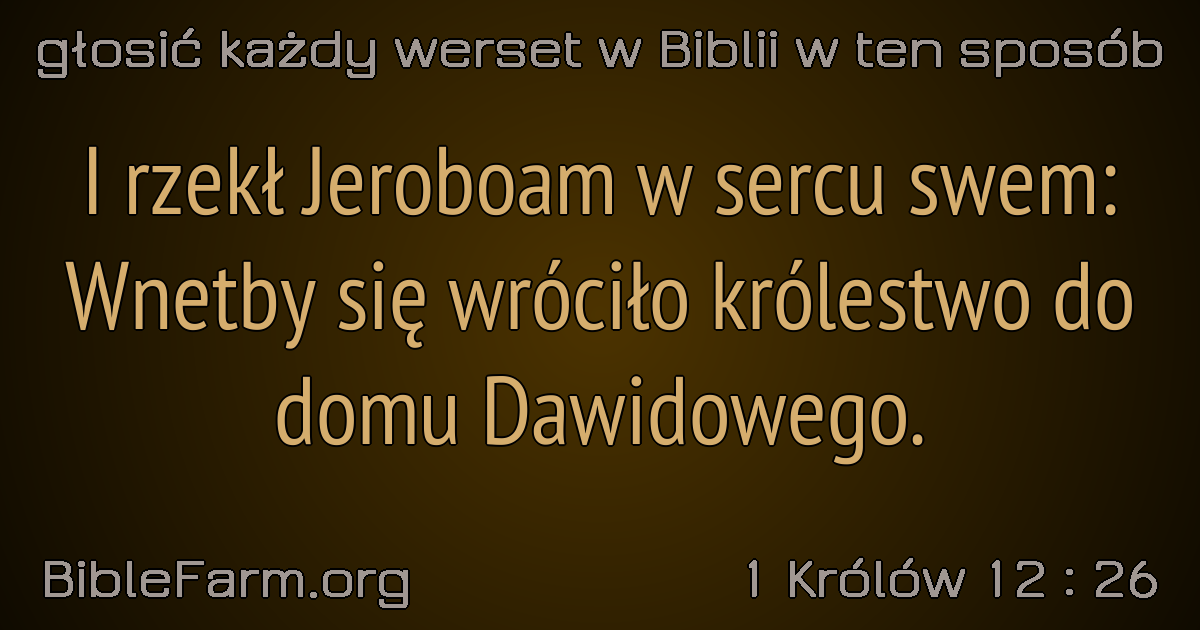 głosić każdy werset w Biblii w ten sposób
I rzekł Jeroboam w sercu swem:
Wnetby się wróciło królestwo do
domu Dawidowego.
BibleFarm.org
1 Królów 12 : 26